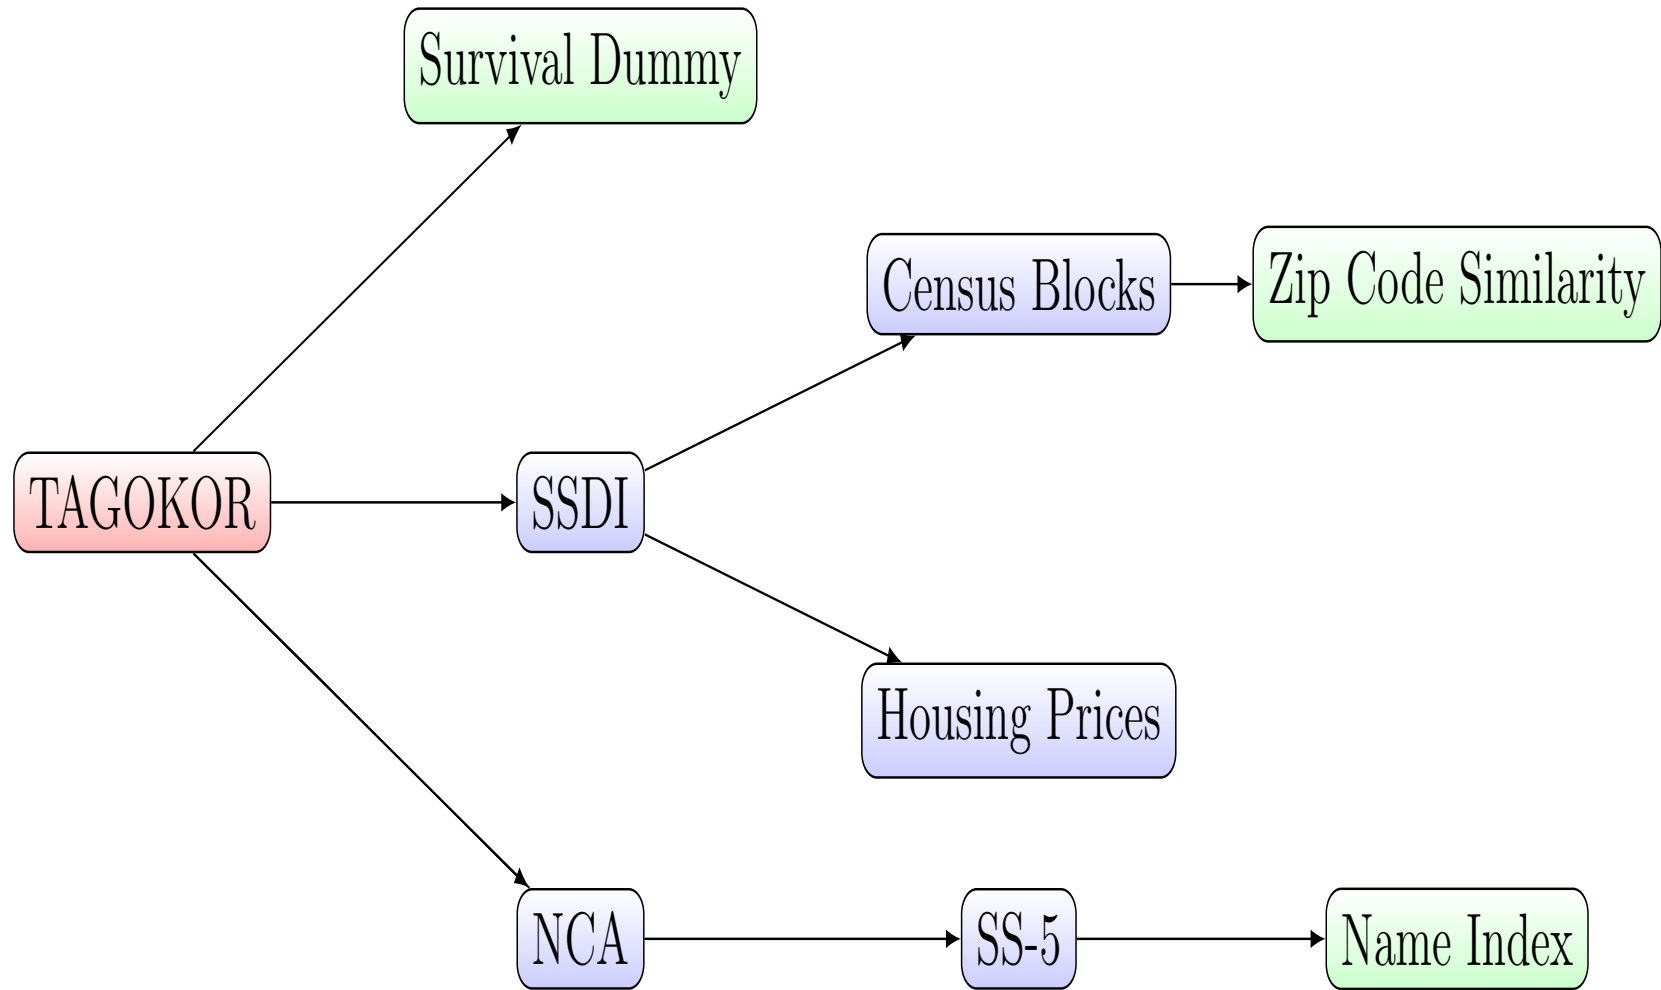 Survival Dummy
Census Blocks
Zip Code Similarity
TAGOKOR
SSDI
Housing Prices
NCA
SS-5
Name Index